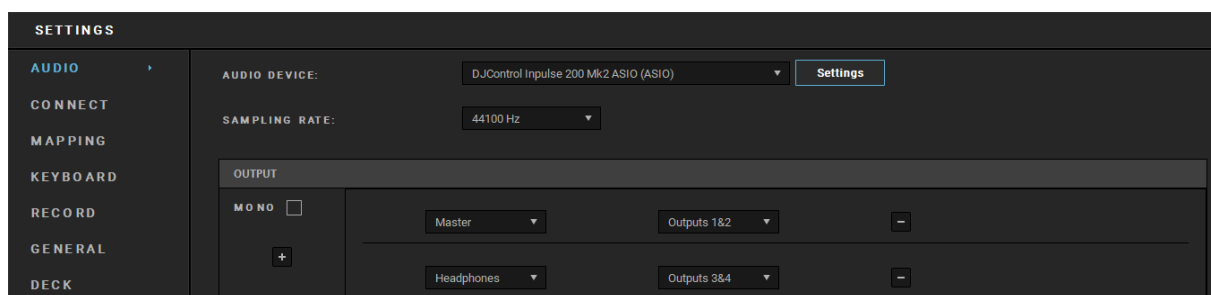 SETTINGS
AUDIO
AUDIO DEVICE: DJControl Inpulse 200 Mk2 ASIO (ASIO) Settings
CONNECT
SAMPLING RATE: 44100 Hz
MAPPING
KEYBOARD
OUTPUT
RECORD
MONO
Master Outputs 1&2 −
GENERAL
+
DECK
Headphones Outputs 3&4 −